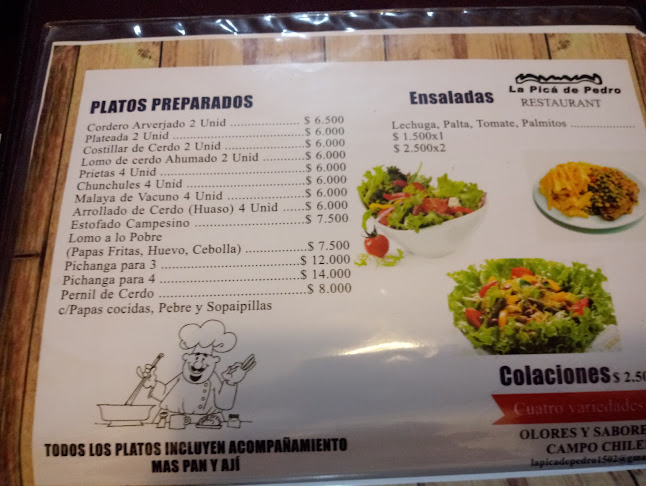 PLATOS PREPARADOS
Cordero Arverjado 2 Unid ................... $ 6.500
Plateada 2 Unid ................................ $ 6.000
Costillar de Cerdo 2 Unid .................. $ 6.000
Lomo de cerdo Ahumado 2 Unid ........ $ 6.000
Prietas 4 Unid ................................... $ 6.000
Chunchules 4 Unid ............................ $ 6.000
Malaya de Vacuno 4 Unid .................. $ 6.000
Arrollado de Cerdo (Huaso) 4 Unid ..... $ 6.000
Estofado Campesino .......................... $ 7.500
Lomo a lo Pobre
(Papas Fritas, Huevo, Cebolla) ............ $ 7.500
Pichanga para 3 ................................ $ 12.000
Pichanga para 4 ................................ $ 14.000
Pernil de Cerdo ................................. $ 8.000
c/Papas cocidas, Pebre y Sopaipillas
TODOS LOS PLATOS INCLUYEN ACOMPAÑAMIENTO
MAS PAN Y AJÍ
La Picá de Pedro
RESTAURANT
Ensaladas
Lechuga, Palta, Tomate, Palmitos ................
$ 1.500x1
$ 2.500x2
Colaciones $ 2.50
Cuatro variedades
OLORES Y SABORE
CAMPO CHILE
lapicadepedro1502@gma